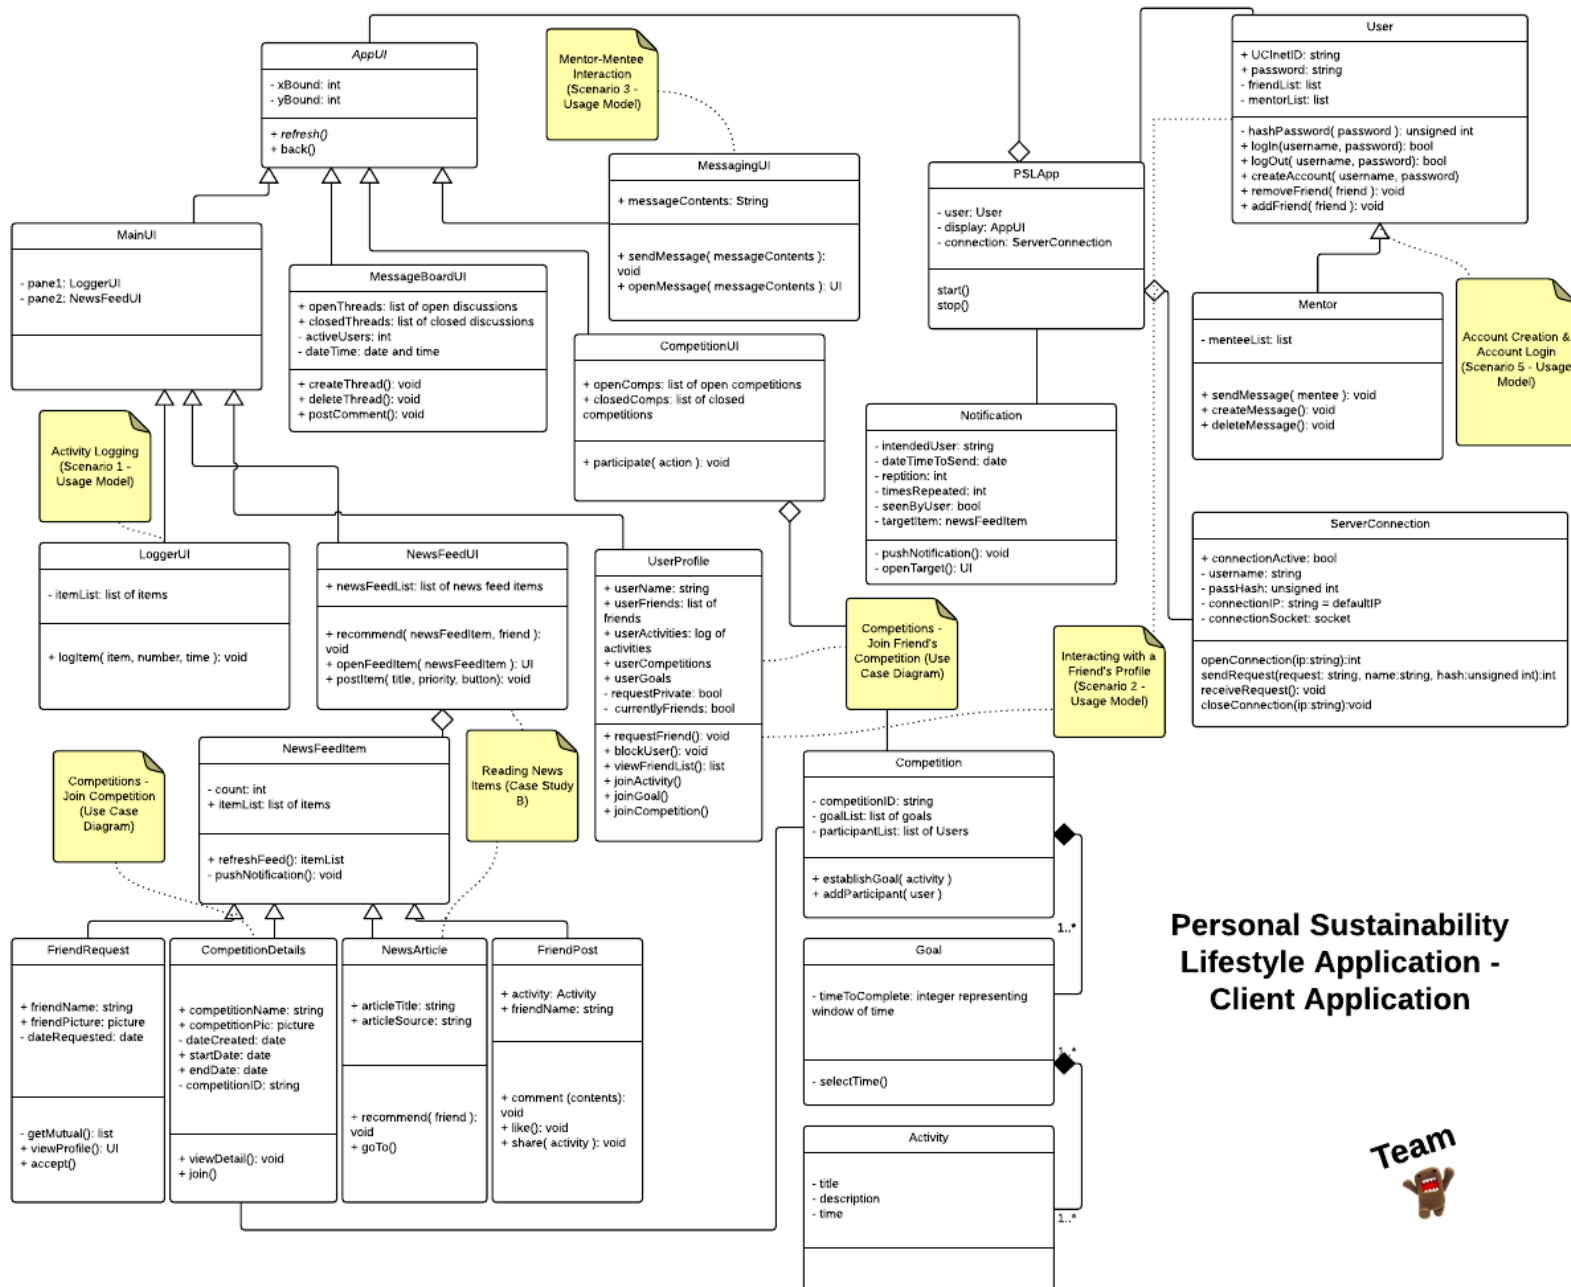 AppUI
- xBound: int
- yBound: int
+ refresh()
+ back()
Mentor-Mentee
Interaction
(Scenario 3 -
Usage Model)
MessagingUI
+ messageContents: String
+ sendMessage( messageContents ):
void
+ openMessage( messageContents ): UI
PSLApp
- user: User
- display: AppUI
- connection: ServerConnection
start()
stop()
User
+ UCInetID: string
+ password: string
- friendList: list
- mentorList: list
- hashPassword( password ): unsigned int
+ logIn(username, password): bool
+ logOut( username, password): bool
+ createAccount( username, password)
+ removeFriend( friend ): void
+ addFriend( friend ): void
MainUI
- pane1: LoggerUI
- pane2: NewsFeedUI
MessageBoardUI
+ openThreads: list of open discussions
+ closedThreads: list of closed discussions
- activeUsers: int
- dateTime: date and time
+ createThread(): void
+ deleteThread(): void
+ postComment(): void
CompetitionUI
+ openComps: list of open competitions
+ closedComps: list of closed
competitions
+ participate( action ): void
Mentor
- menteeList: list
+ sendMessage( mentee ): void
+ createMessage(): void
+ deleteMessage(): void
Account Creation &
Account Login
(Scenario 5 - Usage
Model)
Notification
- intendedUser: string
- dateTimeToSend: date
- reptition: int
- timesRepeated: int
- seenByUser: bool
- targetItem: newsFeedItem
- pushNotification(): void
- openTarget(): UI
Activity Logging
(Scenario 1 -
Usage Model)
LoggerUI
- itemList: list of items
+ logItem( item, number, time ): void
NewsFeedUI
+ newsFeedList: list of news feed items
+ recommend( newsFeedItem, friend ):
void
+ openFeedItem( newsFeedItem ): UI
+ postItem( title, priority, button): void
UserProfile
+ userName: string
+ userFriends: list of
friends
+ userActivities: log of
activities
+ userCompetitions
+ userGoals
- requestPrivate: bool
- currentlyFriends: bool
+ requestFriend(): void
+ blockUser(): void
+ viewFriendList(): list
+ joinActivity()
+ joinGoal()
+ joinCompetition()
Competitions -
Join Friend's
Competition (Use
Case Diagram)
Interacting with a
Friend's Profile
(Scenario 2 -
Usage Model)
ServerConnection
+ connectionActive: bool
- username: string
- passHash: unsigned int
- connectionIP: string = defaultIP
- connectionSocket: socket
openConnection(ip:string):int
sendRequest(request: string, name:string, hash:unsigned int):int
receiveRequest(): void
closeConnection(ip:string):void
Competitions -
Join Competition
(Use Case
Diagram)
NewsFeedItem
- count: int
+ itemList: list of items
+ refreshFeed(): itemList
- pushNotification(): void
Reading News
Items (Case Study
B)
Competition
- competitionID: string
- goalList: list of goals
- participantList: list of Users
+ establishGoal( activity )
+ addParticipant( user )
1..*
FriendRequest
+ friendName: string
+ friendPicture: picture
- dateRequested: date
- getMutual(): list
+ viewProfile(): UI
+ accept()
CompetitionDetails
+ competitionName: string
+ competitionPic: picture
- dateCreated: date
+ startDate: date
+ endDate: date
- competitionID: string
+ viewDetail(): void
+ join()
NewsArticle
+ articleTitle: string
+ articleSource: string
+ recommend( friend ):
void
+ goTo()
FriendPost
+ activity: Activity
+ friendName: string
+ comment (contents):
void
+ like(): void
+ share( activity ): void
Goal
- timeToComplete: integer representing
window of time
- selectTime()
1..*
Activity
- title
- description
- time
1..*
Personal Sustainability
Lifestyle Application -
Client Application
Team